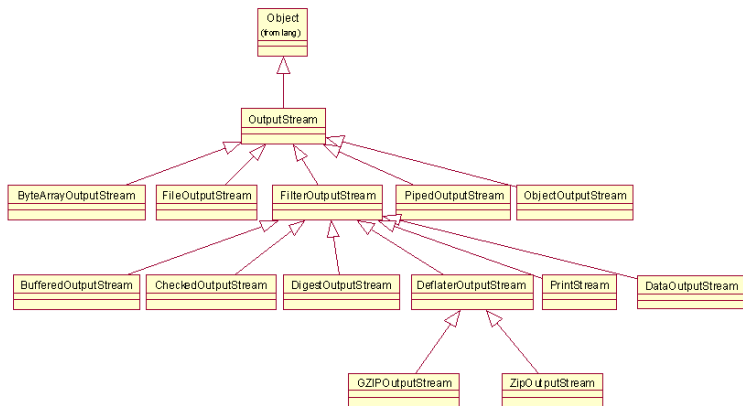 Object
(from lang)
OutputStream
ByteArrayOutputStream
FileOutputStream
FilterOutputStream
PipedOutputStream
ObjectOutputStream
BufferedOutputStream
CheckedOutputStream
DigestOutputStream
DeflaterOutputStream
PrintStream
DataOutputStream
GZIPOutputStream
ZipOutputStream